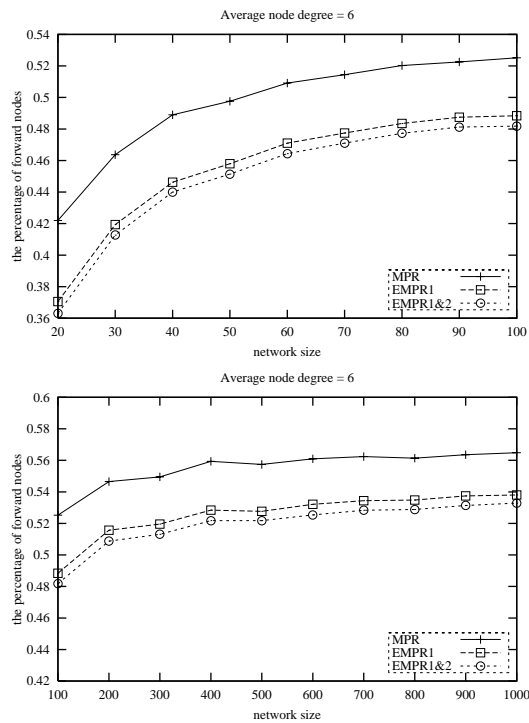 Average node degree = 6
the percentage of forward nodes
0.54
0.52
0.5
0.48
0.46
0.44
0.42
0.4
0.38
0.36
MPR
EMPR1
EMPR1&2
20 30 40 50 60 70 80 90 100
network size
Average node degree = 6
the percentage of forward nodes
0.6
0.58
0.56
0.54
0.52
0.5
0.48
0.46
0.44
0.42
MPR
EMPR1
EMPR1&2
100 200 300 400 500 600 700 800 900 1000
network size